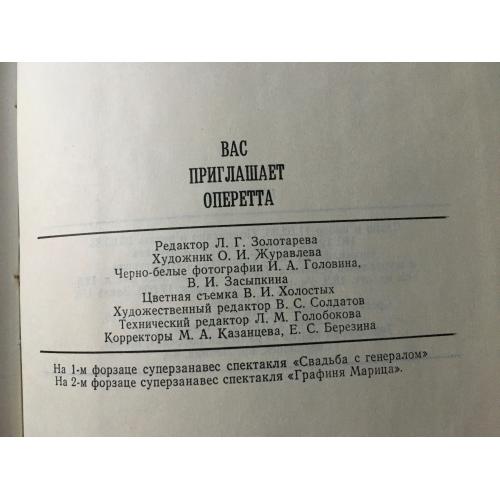 ВАС
ПРИГЛАШАЕТ
ОПЕРЕТТА
Редактор Л. Г. Золотарева
Художник О. И. Журавлева
Черно-белые фотографии И. А. Головина,
В. И. Засыпкина
Цветная съемка В. И. Холостых
Художественный редактор В. С. Солдатов
Технический редактор Л. М. Голобокова
Корректоры М. А. Казанцева, Е. С. Березина
На 1-м форзаце суперзанавес спектакля «Свадьба с генералом»
На 2-м форзаце суперзанавес спектакля «Графиня Марица».